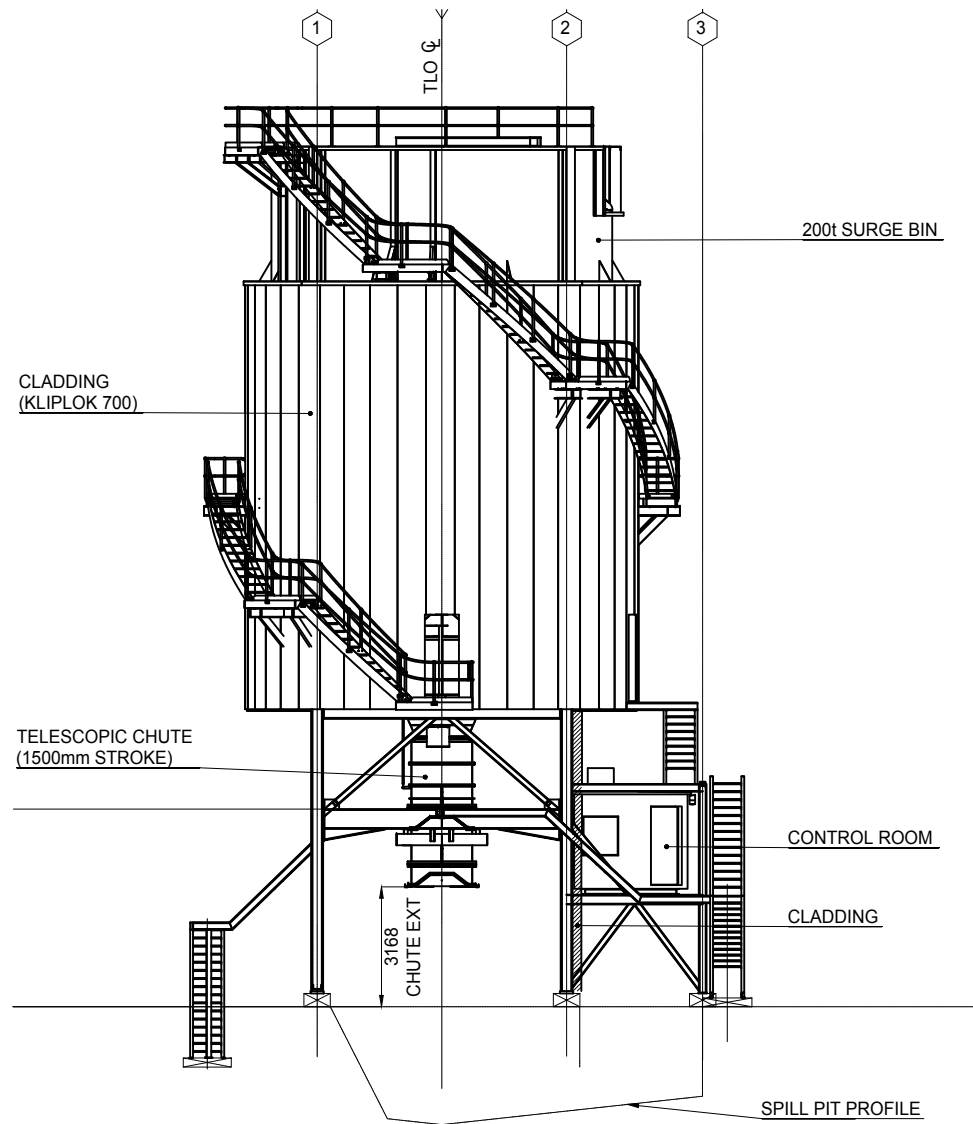 1
2
3
TLO ℄
200t SURGE BIN
CLADDING
(KLIPLOK 700)
TELESCOPIC CHUTE
(1500mm STROKE)
CONTROL ROOM
CLADDING
3168
CHUTE EXT
SPILL PIT PROFILE